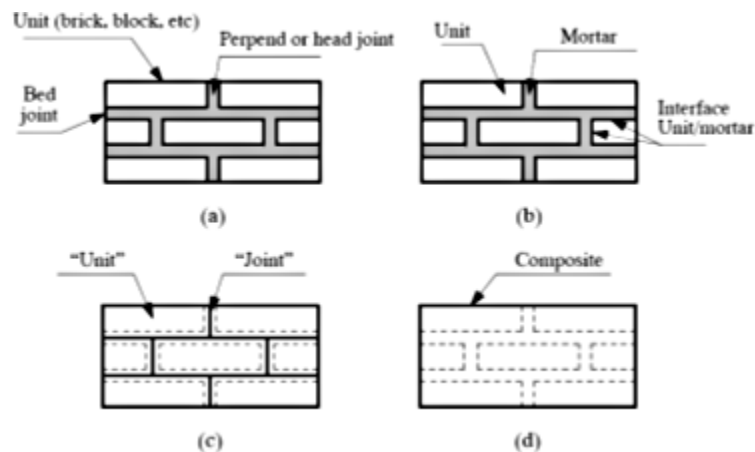 Unit (brick, block, etc)
Perpend or head joint
Bed
joint
(a)
Unit
Mortar
Interface
Unit/mortar
(b)
“Unit”
“Joint”
(c)
Composite
(d)